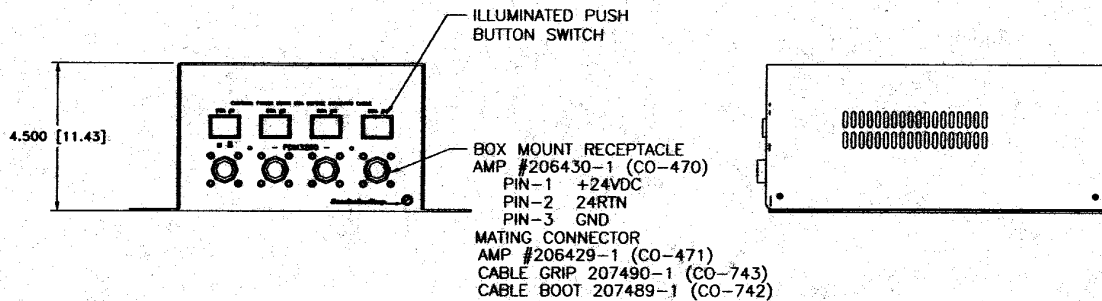 ILLUMINATED PUSH
BUTTON SWITCH
4.500 [11.43]
BOX MOUNT RECEPTACLE
AMP #206430-1 (CO-470)
PIN-1 +24VDC
PIN-2 24RTN
PIN-3 GND
MATING CONNECTOR
AMP #206429-1 (CO-471)
CABLE GRIP 207490-1 (CO-743)
CABLE BOOT 207489-1 (CO-742)